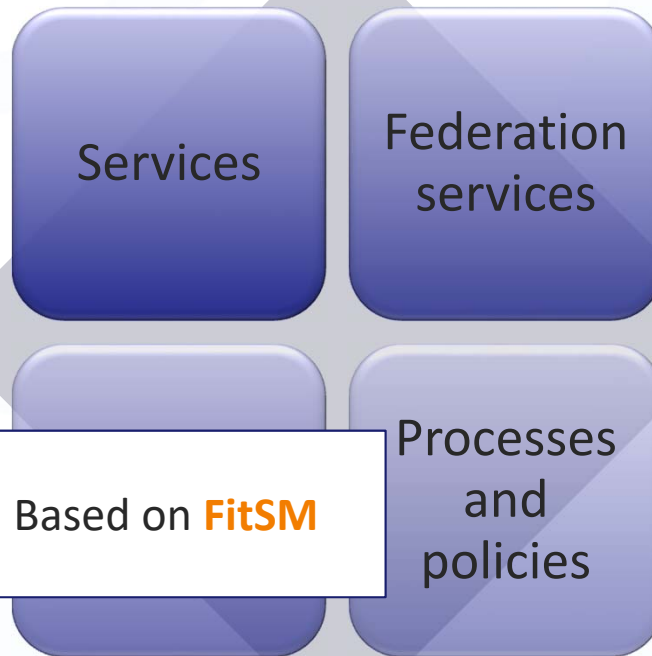 Services
Federation
services
Based on FitSM
Processes
and
policies